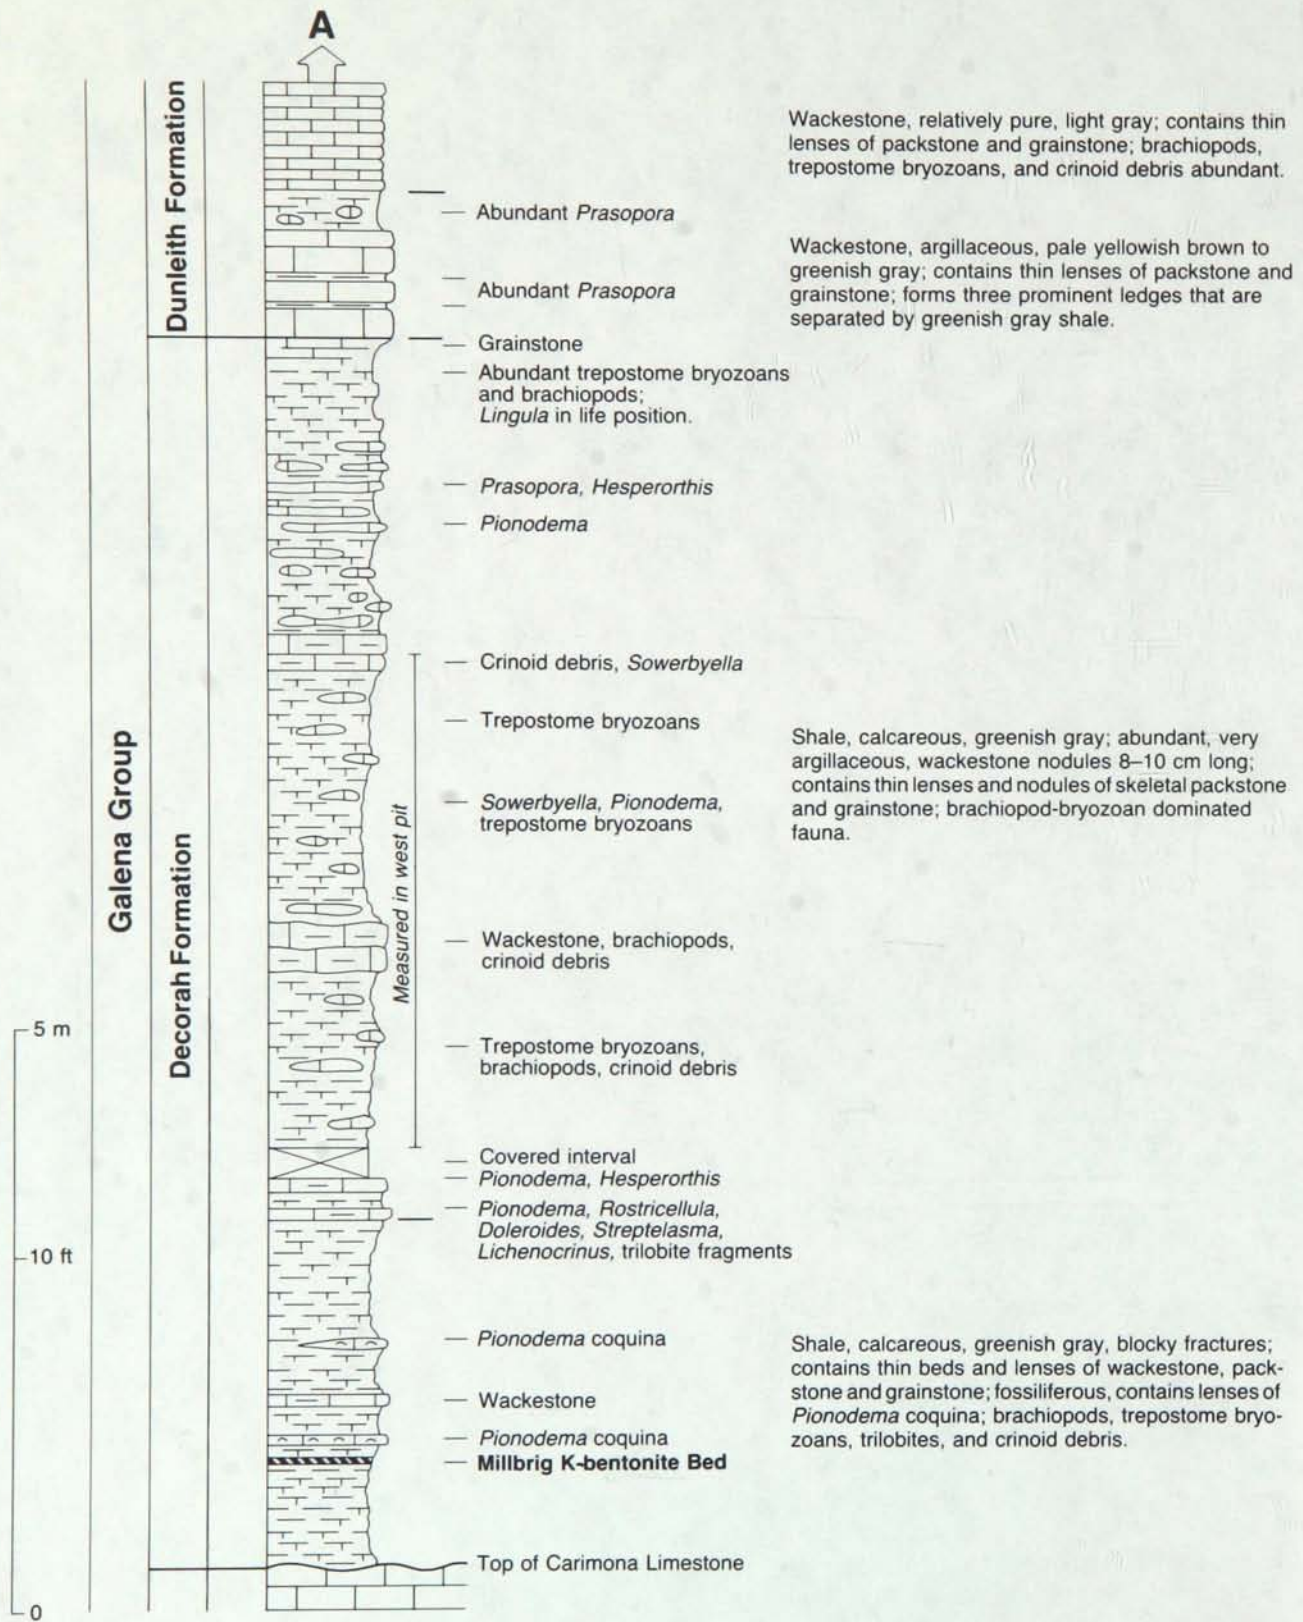 A
Dunleith Formation
Galena Group
Decorah Formation
Measured in west pit
5 m
10 ft
0
Abundant Prasopora
Abundant Prasopora
Grainstone
Abundant trepostome bryozoans
and brachiopods;
Lingula in life position.
Prasopora, Hesperorthis
Pionodema
Crinoid debris, Sowerbyella
Trepostome bryozoans
Sowerbyella, Pionodema,
trepostome bryozoans
Wackestone, brachiopods,
crinoid debris
Trepostome bryozoans,
brachiopods, crinoid debris
Covered interval
Pionodema, Hesperorthis
Pionodema, Rostricellula,
Doleroides, Streptelasma,
Lichenocrinus, trilobite fragments
Pionodema coquina
Wackestone
Pionodema coquina
Millbrig K-bentonite Bed
Top of Carimona Limestone
Wackestone, relatively pure, light gray; contains thin
lenses of packstone and grainstone; brachiopods,
trepostome bryozoans, and crinoid debris abundant.
Wackestone, argillaceous, pale yellowish brown to
greenish gray; contains thin lenses of packstone and
grainstone; forms three prominent ledges that are
separated by greenish gray shale.
Shale, calcareous, greenish gray; abundant, very
argillaceous, wackestone nodules 8–10 cm long;
contains thin lenses and nodules of skeletal packstone
and grainstone; brachiopod-bryozoan dominated
fauna.
Shale, calcareous, greenish gray, blocky fractures;
contains thin beds and lenses of wackestone, pack-
stone and grainstone; fossiliferous, contains lenses of
Pionodema coquina; brachiopods, trepostome bryo-
zoans, trilobites, and crinoid debris.